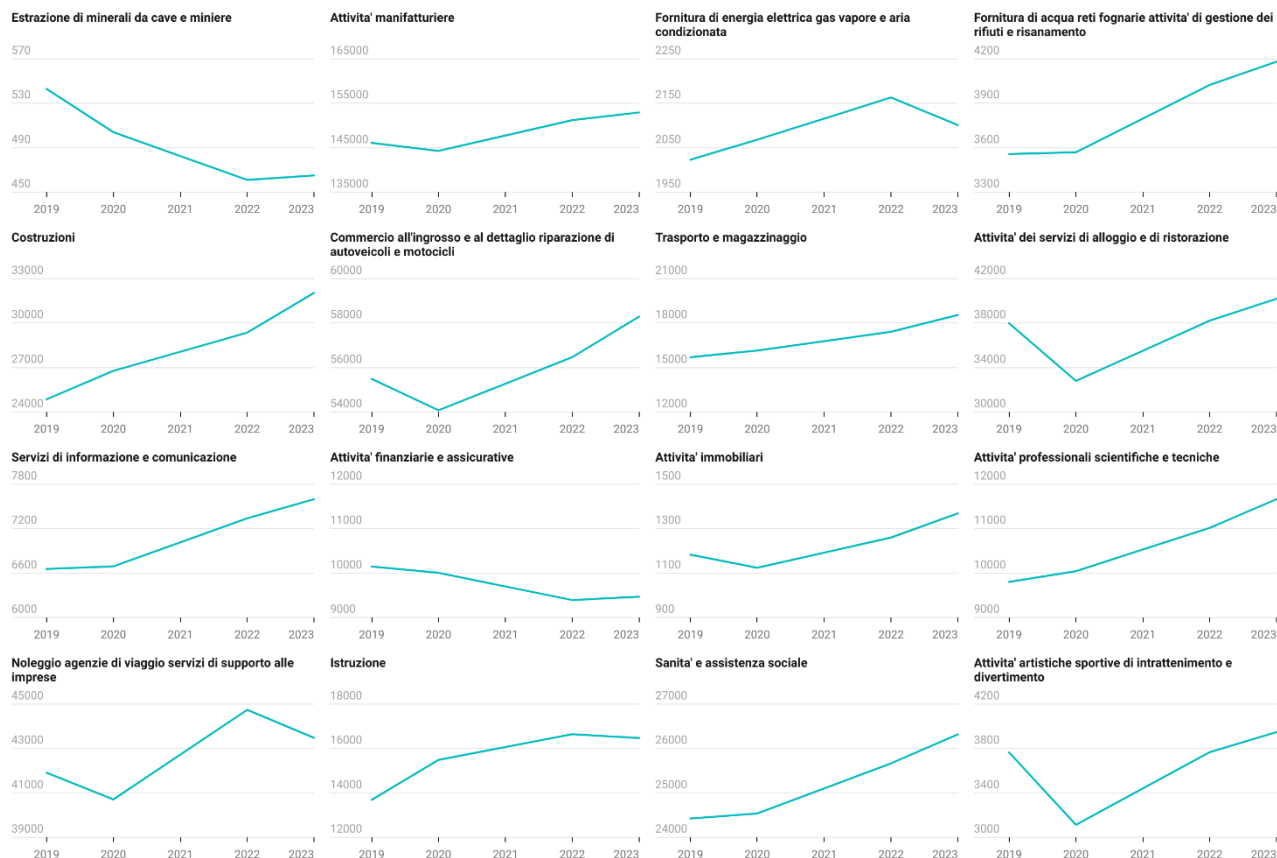 Estrazione di minerali da cave e miniere
570
530
490
450
2019 2020 2021 2022 2023
Attivita' manifatturiere
165000
155000
145000
135000
2019 2020 2021 2022 2023
Fornitura di energia elettrica gas vapore e aria
condizionata
2250
2150
2050
1950
2019 2020 2021 2022 2023
Fornitura di acqua reti fognarie attivita' di gestione dei
rifiuti e risanamento
4200
3900
3600
3300
2019 2020 2021 2022 2023
Costruzioni
33000
30000
27000
24000
2019 2020 2021 2022 2023
Commercio all'ingrosso e al dettaglio riparazione di
autoveicoli e motocicli
60000
58000
56000
54000
2019 2020 2021 2022 2023
Trasporto e magazzinaggio
21000
18000
15000
12000
2019 2020 2021 2022 2023
Attivita' dei servizi di alloggio e di ristorazione
42000
38000
34000
30000
2019 2020 2021 2022 2023
Servizi di informazione e comunicazione
7800
7200
6600
6000
2019 2020 2021 2022 2023
Attivita' finanziarie e assicurative
12000
11000
10000
9000
2019 2020 2021 2022 2023
Attivita' immobiliari
1500
1300
1100
900
2019 2020 2021 2022 2023
Attivita' professionali scientifiche e tecniche
12000
11000
10000
9000
2019 2020 2021 2022 2023
Noleggio agenzie di viaggio servizi di supporto alle
imprese
45000
43000
41000
39000
2019 2020 2021 2022 2023
Istruzione
18000
16000
14000
12000
2019 2020 2021 2022 2023
Sanita' e assistenza sociale
27000
26000
25000
24000
2019 2020 2021 2022 2023
Attivita' artistiche sportive di intrattenimento e
divertimento
4200
3800
3400
3000
2019 2020 2021 2022 2023